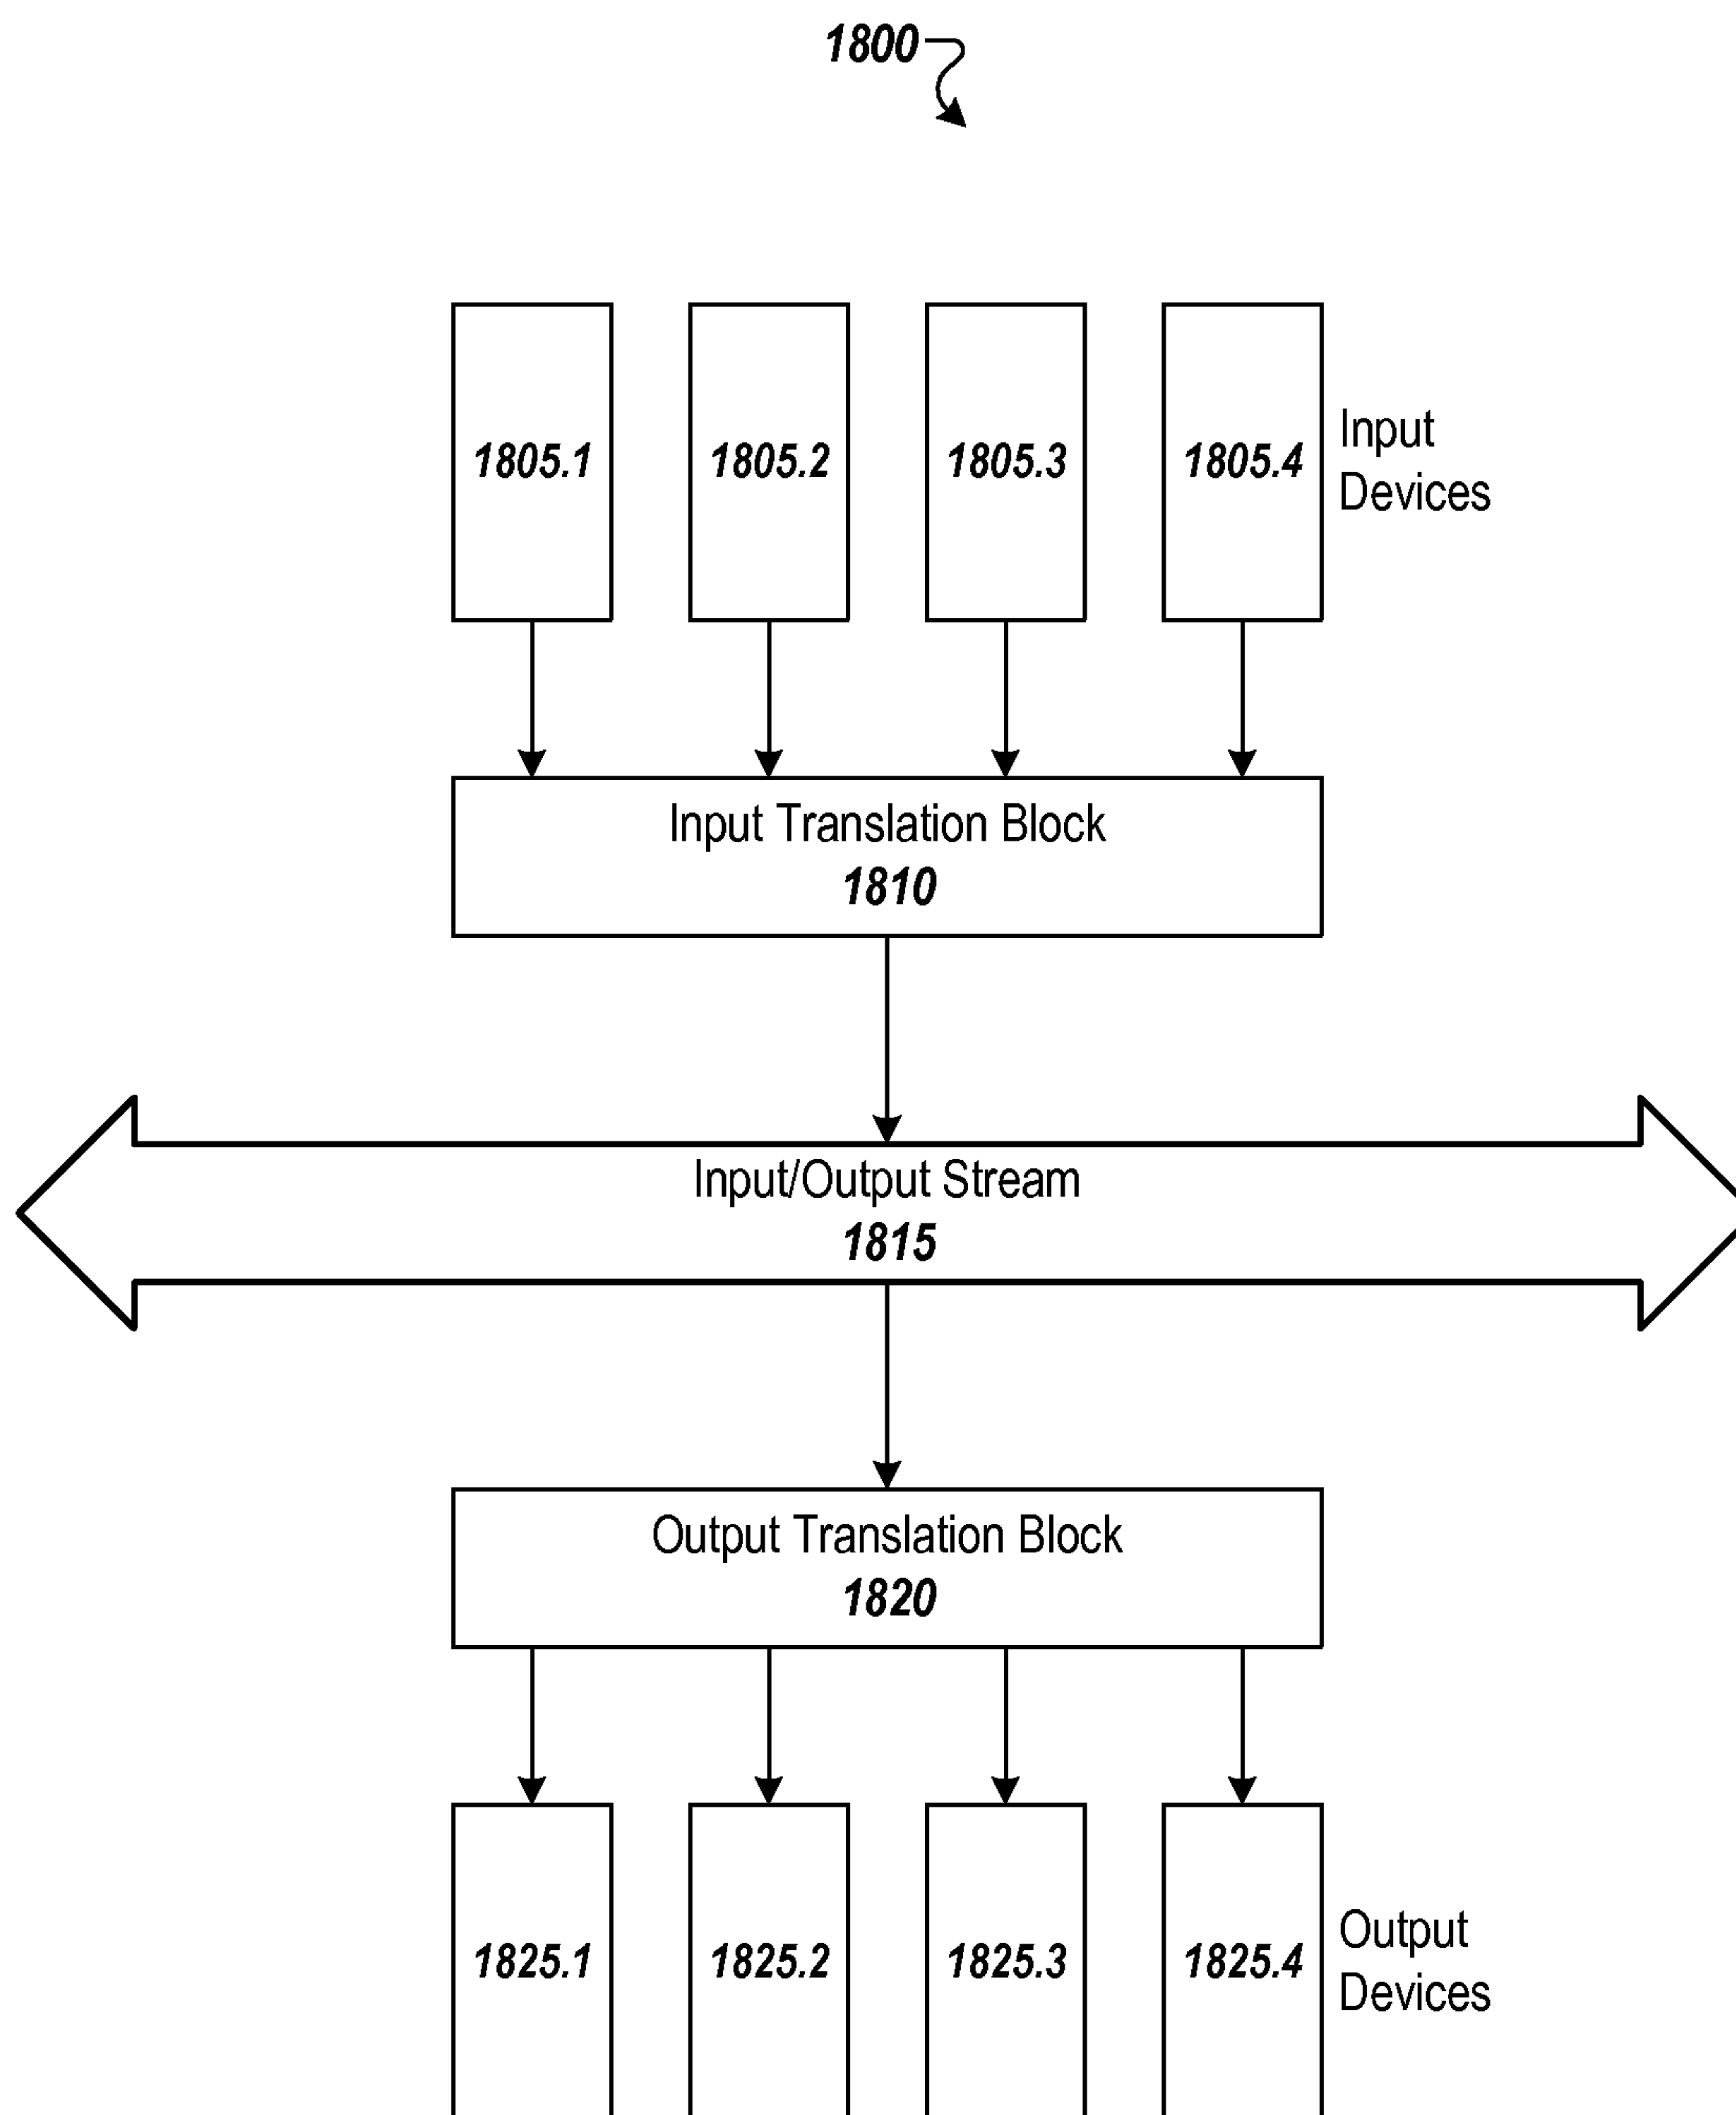 1800
1805.1
1805.2
1805.3
1805.4
Input
Devices
Input Translation Block
1810
Input/Output Stream
1815
Output Translation Block
1820
1825.1
1825.2
1825.3
1825.4
Output
Devices